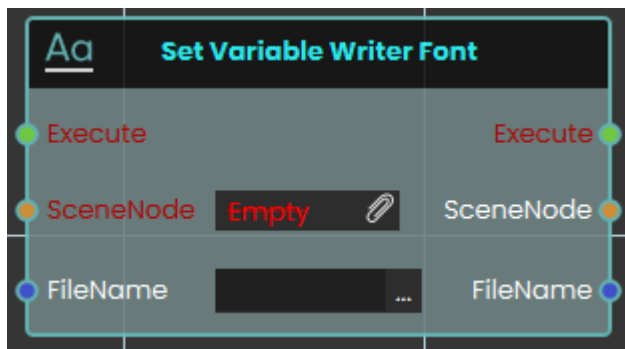 Aa Set Variable Writer Font
Execute Execute
SceneNode Empty SceneNode
FileName ... FileName